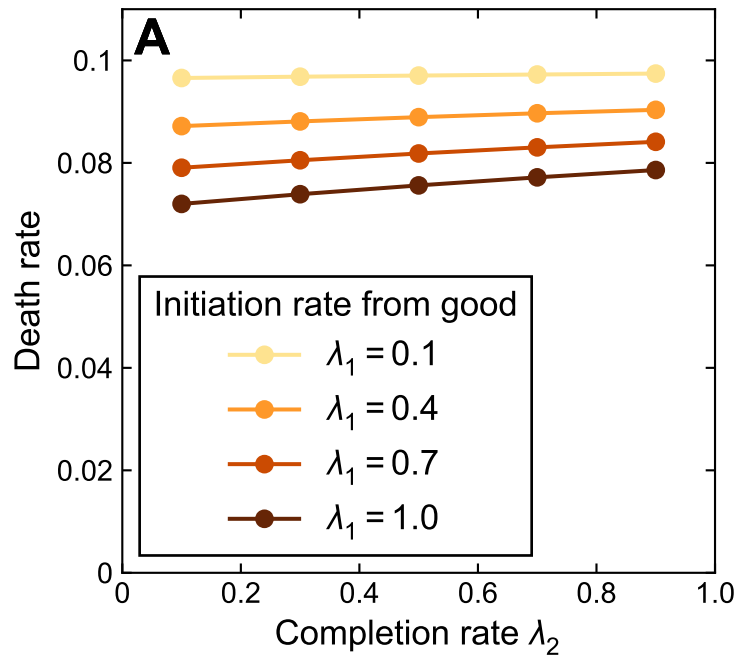 A
0.1
0.08
0.06
0.04
0.02
0
Death rate
Initiation rate from good
λ₁ = 0.1
λ₁ = 0.4
λ₁ = 0.7
λ₁ = 1.0
0 0.2 0.4 0.6 0.8 1.0
Completion rate λ₂